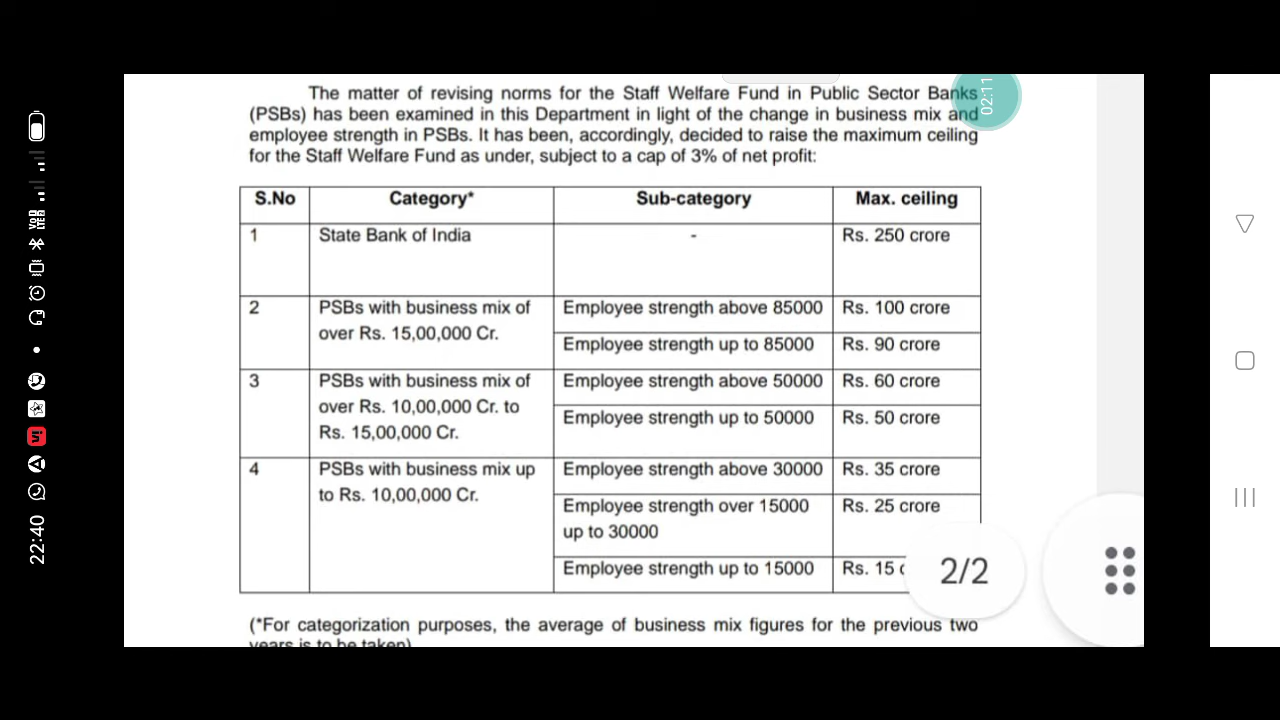 The matter of revising norms for the Staff Welfare Fund in Public Sector Banks
(PSBs) has been examined in this Department in light of the change in business mix and
employee strength in PSBs. It has been, accordingly, decided to raise the maximum ceiling
for the Staff Welfare Fund as under, subject to a cap of 3% of net profit:
S.No Category* Sub-category Max. ceiling
1 State Bank of India - Rs. 250 crore
2 PSBs with business mix of Employee strength above 85000 Rs. 100 crore
over Rs. 15,00,000 Cr.
Employee strength up to 85000 Rs. 90 crore
3 PSBs with business mix of Employee strength above 50000 Rs. 60 crore
over Rs. 10,00,000 Cr. to
Employee strength up to 50000 Rs. 50 crore
Rs. 15,00,000 Cr.
4 PSBs with business mix up Employee strength above 30000 Rs. 35 crore
to Rs. 10,00,000 Cr.
Employee strength over 15000 Rs. 25 crore
up to 30000
Employee strength up to 15000 Rs. 15
2/2
(*For categorization purposes, the average of business mix figures for the previous two
years is to be taken)
02:11
22:40